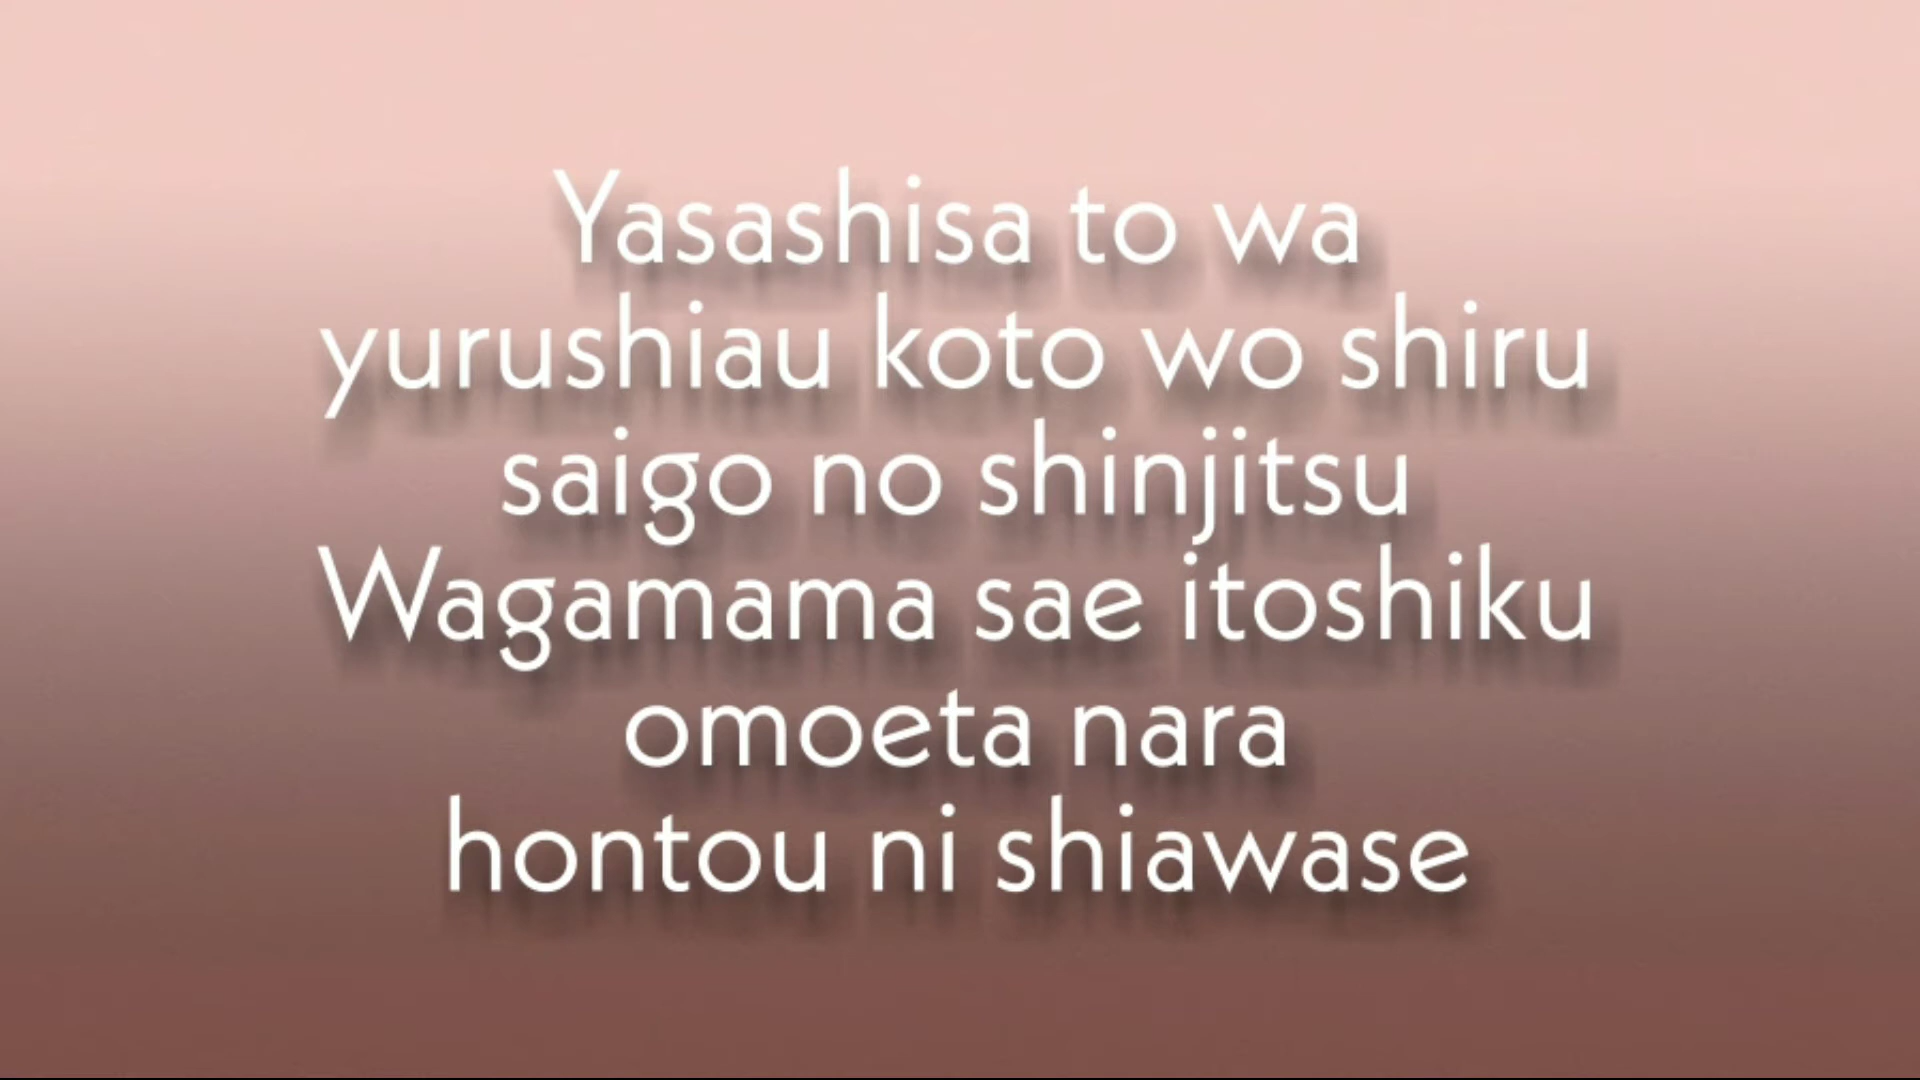 Yasashisa to wa
yurushiau koto wo shiru
saigo no shinjitsu
Wagamama sae itoshiku
omoeta nara
hontou ni shiawase